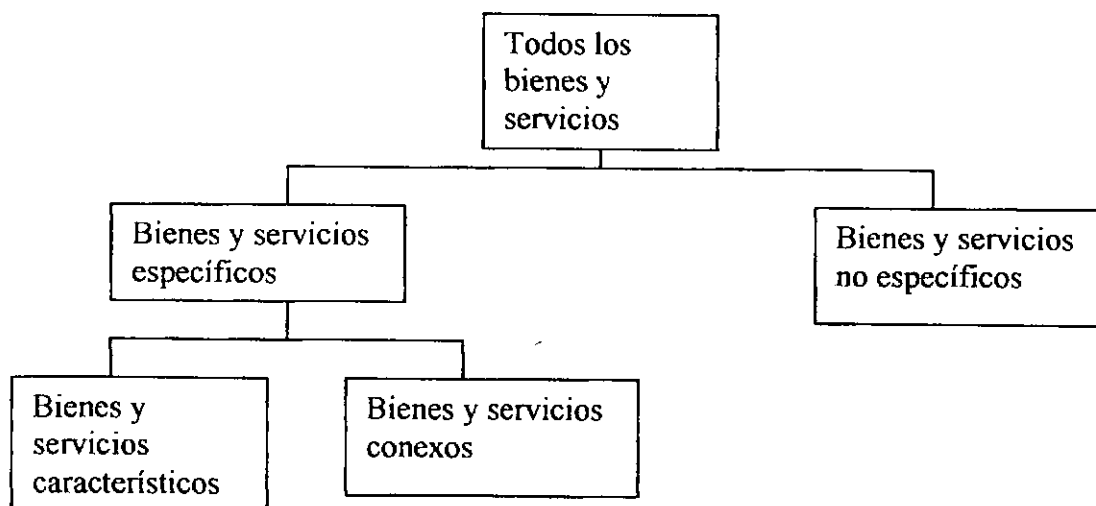 Todos los
bienes y
servicios
Bienes y servicios
específicos
Bienes y servicios
no específicos
Bienes y
servicios
característicos
Bienes y servicios
conexos